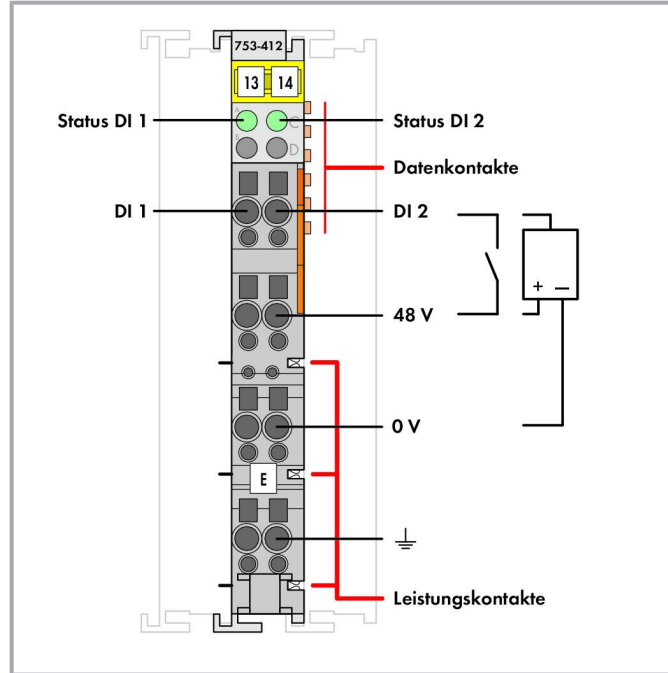 753-412
13 14
A C
B D
Status DI 1
Status DI 2
Datenkontakte
DI 1
DI 2
+ −
48 V
0 V
E
Leistungskontakte